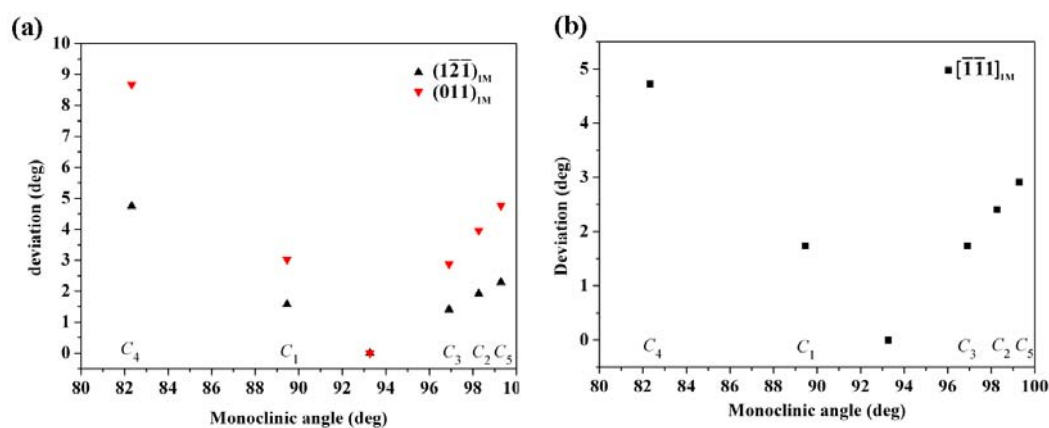 (a)
10
9
8
7
6
5
4
3
2
1
0
deviation (deg)
▲ (12̅1̅)1M
▼ (011)1M
C4 C1 C3 C2 C5
80 82 84 86 88 90 92 94 96 98 100
Monoclinic angle (deg)
(b)
5
4
3
2
1
0
Deviation (deg)
■ [1̅1̅1]1M
C4 C1 C3 C2 C5
80 82 84 86 88 90 92 94 96 98 100
Monoclinic angle (deg)